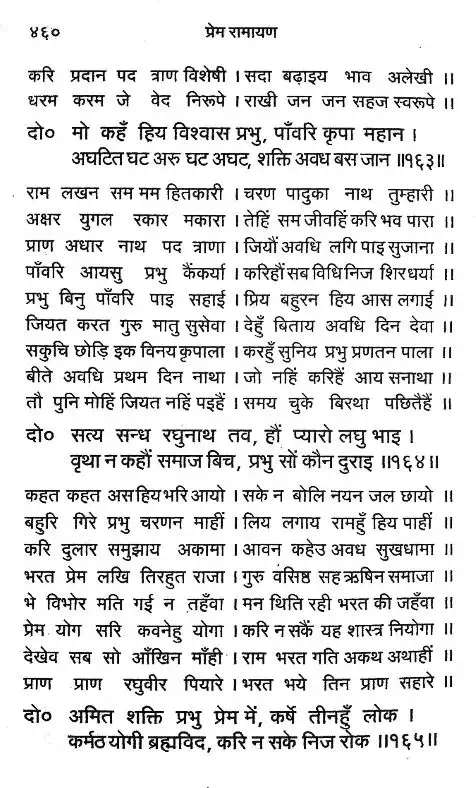 ४६० प्रेम रामायण
करि प्रदान पद त्राण विशेषी । सदा बढ़ाइय भाव अलेखी ॥
धरम करम जे वेद निरूपे । राखी जन जन सहज स्वरूपे ॥
दो० मो कहँ हिय विश्वास प्रभु, पाँवरि कृपा महान ।
अघटित घट अरु घट अघट, शक्ति अवध बस जान ॥१६३॥
राम लखन सम मम हितकारी । चरण पादुका नाथ तुम्हारी ॥
अक्षर युगल रकार मकारा । तेहिं सम जीवहिं करि भव पारा ॥
प्राण अधार नाथ पद त्राणा । जियौं अवधि लगि पाइ सुजाना ॥
पाँवरि आयसु प्रभु कैंकर्या । करिहौं सब विधि निज शिरधर्या ॥
प्रभु बिनु पाँवरि पाइ सहाई । प्रिय बहुरन हिय आस लगाई ॥
जियत करत गुरु मातु सुसेवा । देहुँ बिताय अवधि दिन देवा ॥
सकुचि छोड़ि इक विनय कृपाला । करहुँ सुनिय प्रभु प्रणतन पाला ॥
बीते अवधि प्रथम दिन नाथा । जो नहिं करिहैं आय सनाथा ॥
तौ पुनि मोहिं जियत नहिं पइहैं । समय चुके बिरथा पछितैहैं ॥
दो० सत्य सन्ध रघुनाथ तव, हौं प्यारो लघु भाइ ।
वृथा न कहौं समाज बिच, प्रभु सों कौन दुराइ ॥१६४॥
कहत कहत अस हिय भरि आयो । सके न बोलि नयन जल छायो ॥
बहुरि गिरे प्रभु चरणन माहीं । लिय लगाय रामहुँ हिय पाहीं ॥
करि दुलार समुझाय अकामा । आवन कहेउ अवध सुखधामा ॥
भरत प्रेम लखि तिरहुत राजा । गुरु वसिष्ठ सह ऋषिन समाजा ॥
भे विभोर मति गई न तहँवा । मन थिति रही भरत की जहँवा ॥
प्रेम योग सरि कवनेहु योगा । करि न सकैं यह शास्त्र नियोगा ॥
देखेव सब सो आँखिन माँही । राम भरत गति अकथ अथाहीं ॥
प्राण प्राण रघुवीर पियारे । भरत भये तिन प्राण सहारे ॥
दो० अमित शक्ति प्रभु प्रेम में, कर्षे तीनहुँ लोक ।
कर्मठ योगी ब्रह्मविद, करि न सके निज रोक ॥१६५॥